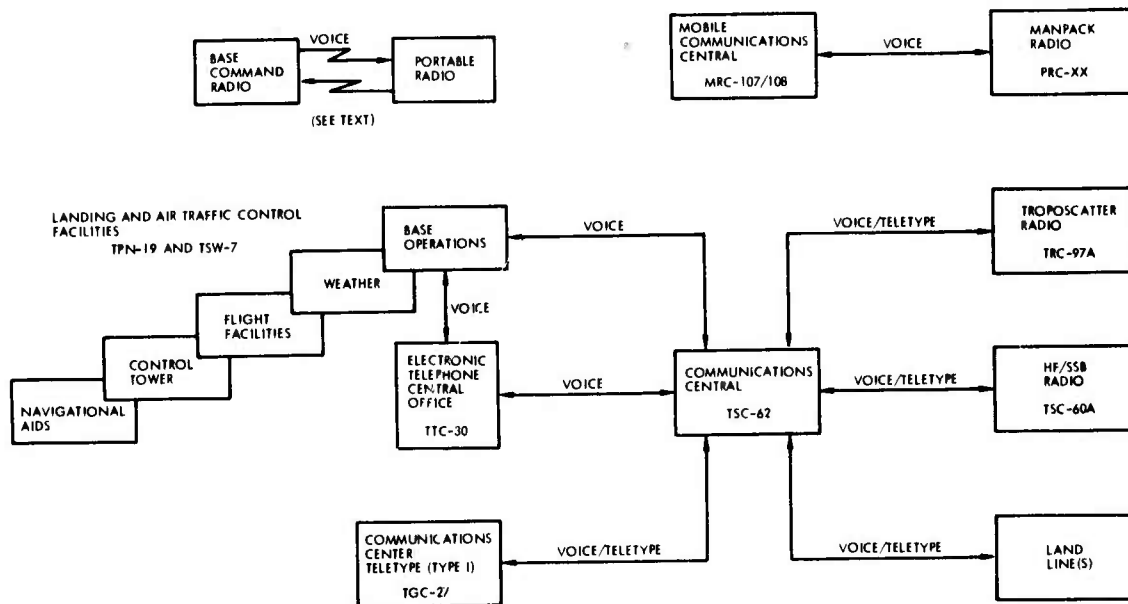 VOICE
BASE
COMMAND
RADIO
PORTABLE
RADIO
(SEE TEXT)
MOBILE
COMMUNICATIONS
CENTRAL
MRC-107/108
VOICE
MANPACK
RADIO
PRC-XX
LANDING AND AIR TRAFFIC CONTROL
FACILITIES
TPN-19 AND TSW-7
BASE
OPERATIONS
WEATHER
FLIGHT
FACILITIES
CONTROL
TOWER
NAVIGATIONAL
AIDS
VOICE
VOICE
ELECTRONIC
TELEPHONE
CENTRAL
OFFICE
TTC-30
VOICE
COMMUNICATIONS
CENTRAL
TSC-62
VOICE/TELETYPE
TROPOSCATTER
RADIO
TRC-97A
VOICE/TELETYPE
HF/SSB
RADIO
TSC-60A
COMMUNICATIONS
CENTER
TELETYPE (TYPE I)
TGC-27
VOICE/TELETYPE
VOICE/TELETYPE
LAND
LINE(S)